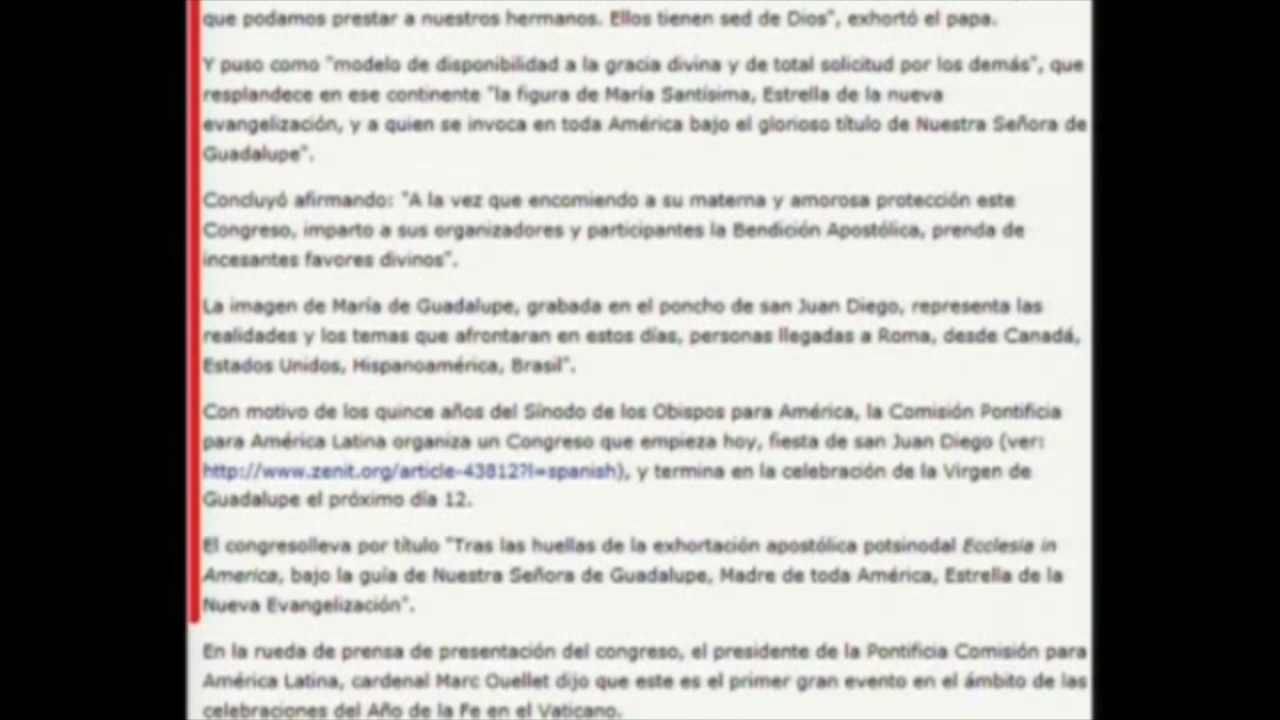 que podamos prestar a nuestros hermanos. Ellos tienen sed de Dios", exhortó el papa.
Y puso como "modelo de disponibilidad a la gracia divina y de total solicitud por los demás", que
resplandece en ese continente "la figura de María Santísima, Estrella de la nueva
evangelización, y a quien se invoca en toda América bajo el glorioso título de Nuestra Señora de
Guadalupe".
Concluyó afirmando: "A la vez que encomiendo a su materna y amorosa protección este
Congreso, imparto a sus organizadores y participantes la Bendición Apostólica, prenda de
incesantes favores divinos".
La imagen de María de Guadalupe, grabada en el poncho de san Juan Diego, representa las
realidades y los temas que afrontaran en estos días, personas llegadas a Roma, desde Canadá,
Estados Unidos, Hispanoamérica, Brasil".
Con motivo de los quince años del Sínodo de los Obispos para América, la Comisión Pontificia
para América Latina organiza un Congreso que empieza hoy, fiesta de san Juan Diego (ver:
http://www.zenit.org/article-43812?l=spanish), y termina en la celebración de la Virgen de
Guadalupe el próximo día 12.
El congresolleva por título "Tras las huellas de la exhortación apostólica potsinodal Ecclesia in
America, bajo la guía de Nuestra Señora de Guadalupe, Madre de toda América, Estrella de la
Nueva Evangelización".
En la rueda de prensa de presentación del congreso, el presidente de la Pontificia Comisión para
América Latina, cardenal Marc Ouellet dijo que este es el primer gran evento en el ámbito de las
celebraciones del Año de la Fe en el Vaticano.